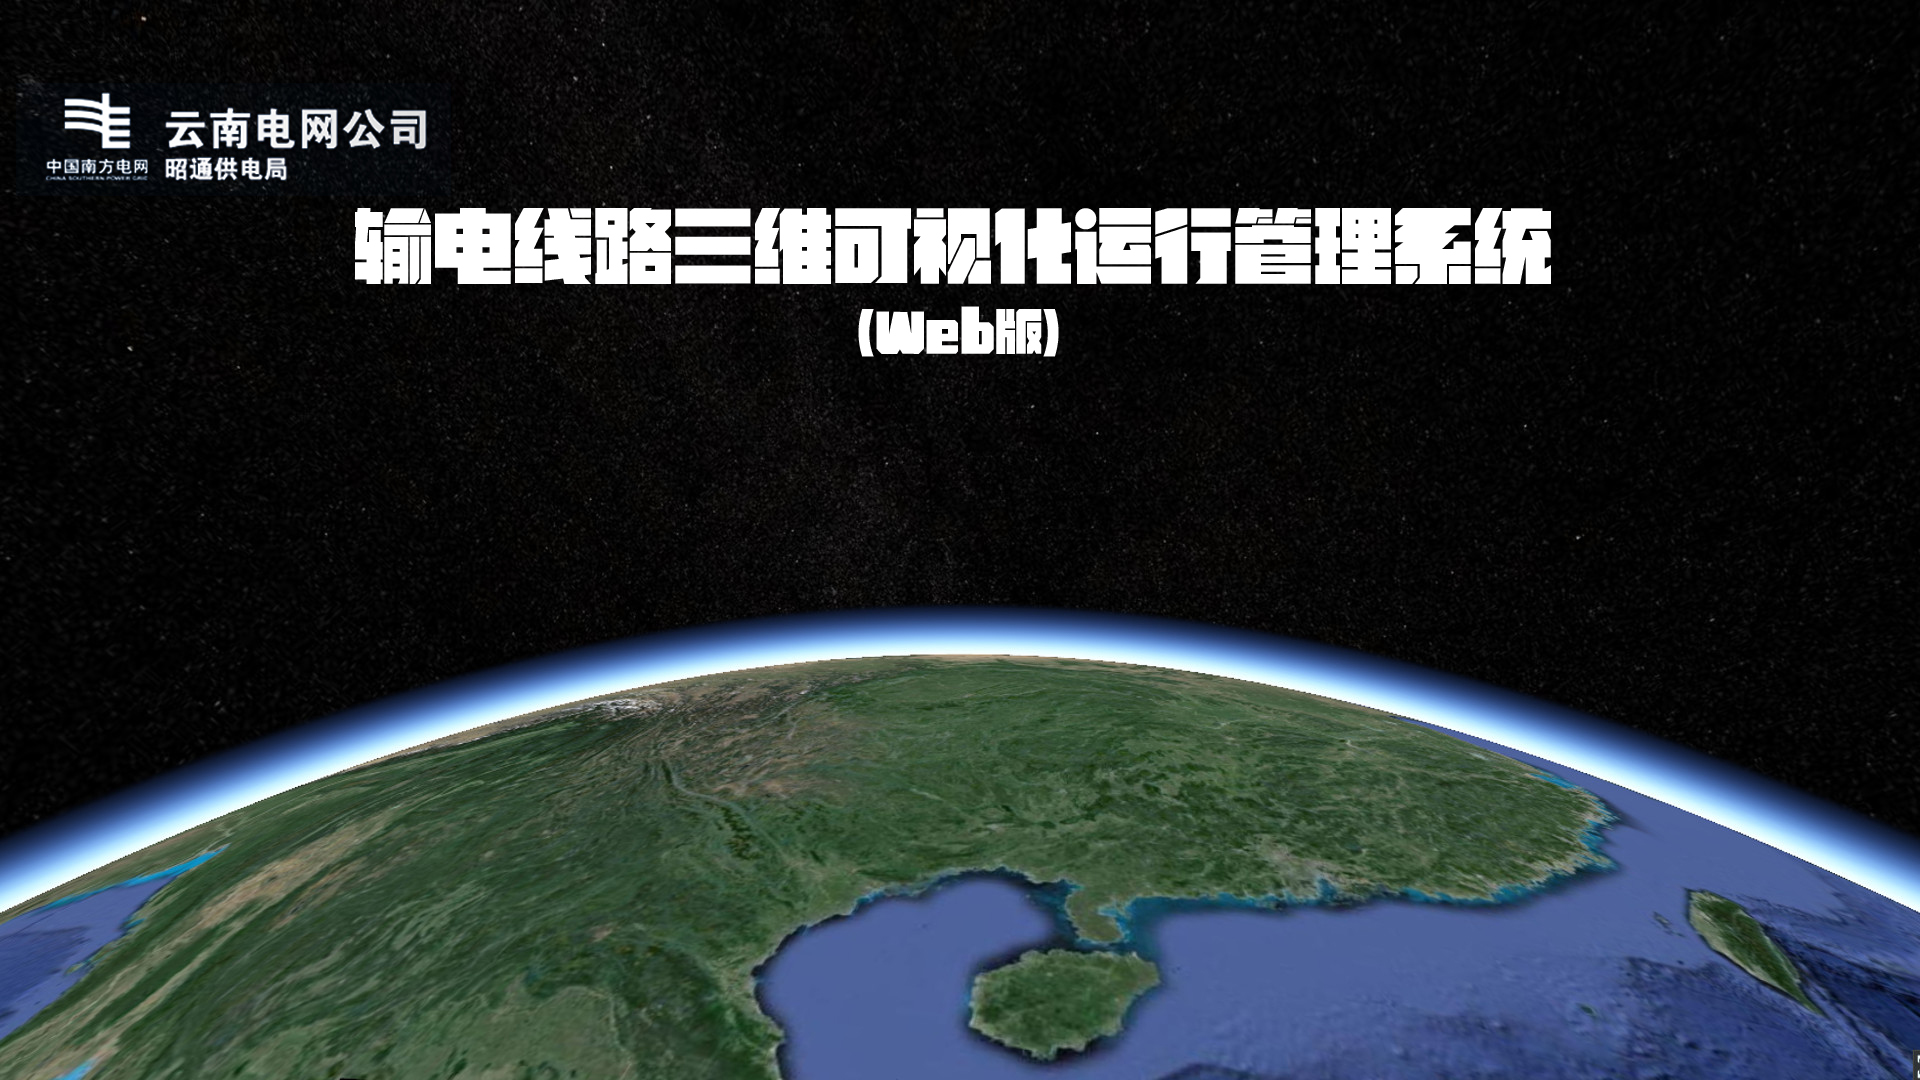 云南电网公司
中国南方电网
CHINA SOUTHERN POWER GRID
昭通供电局
输电线路三维可视化运行管理系统
(Web版)